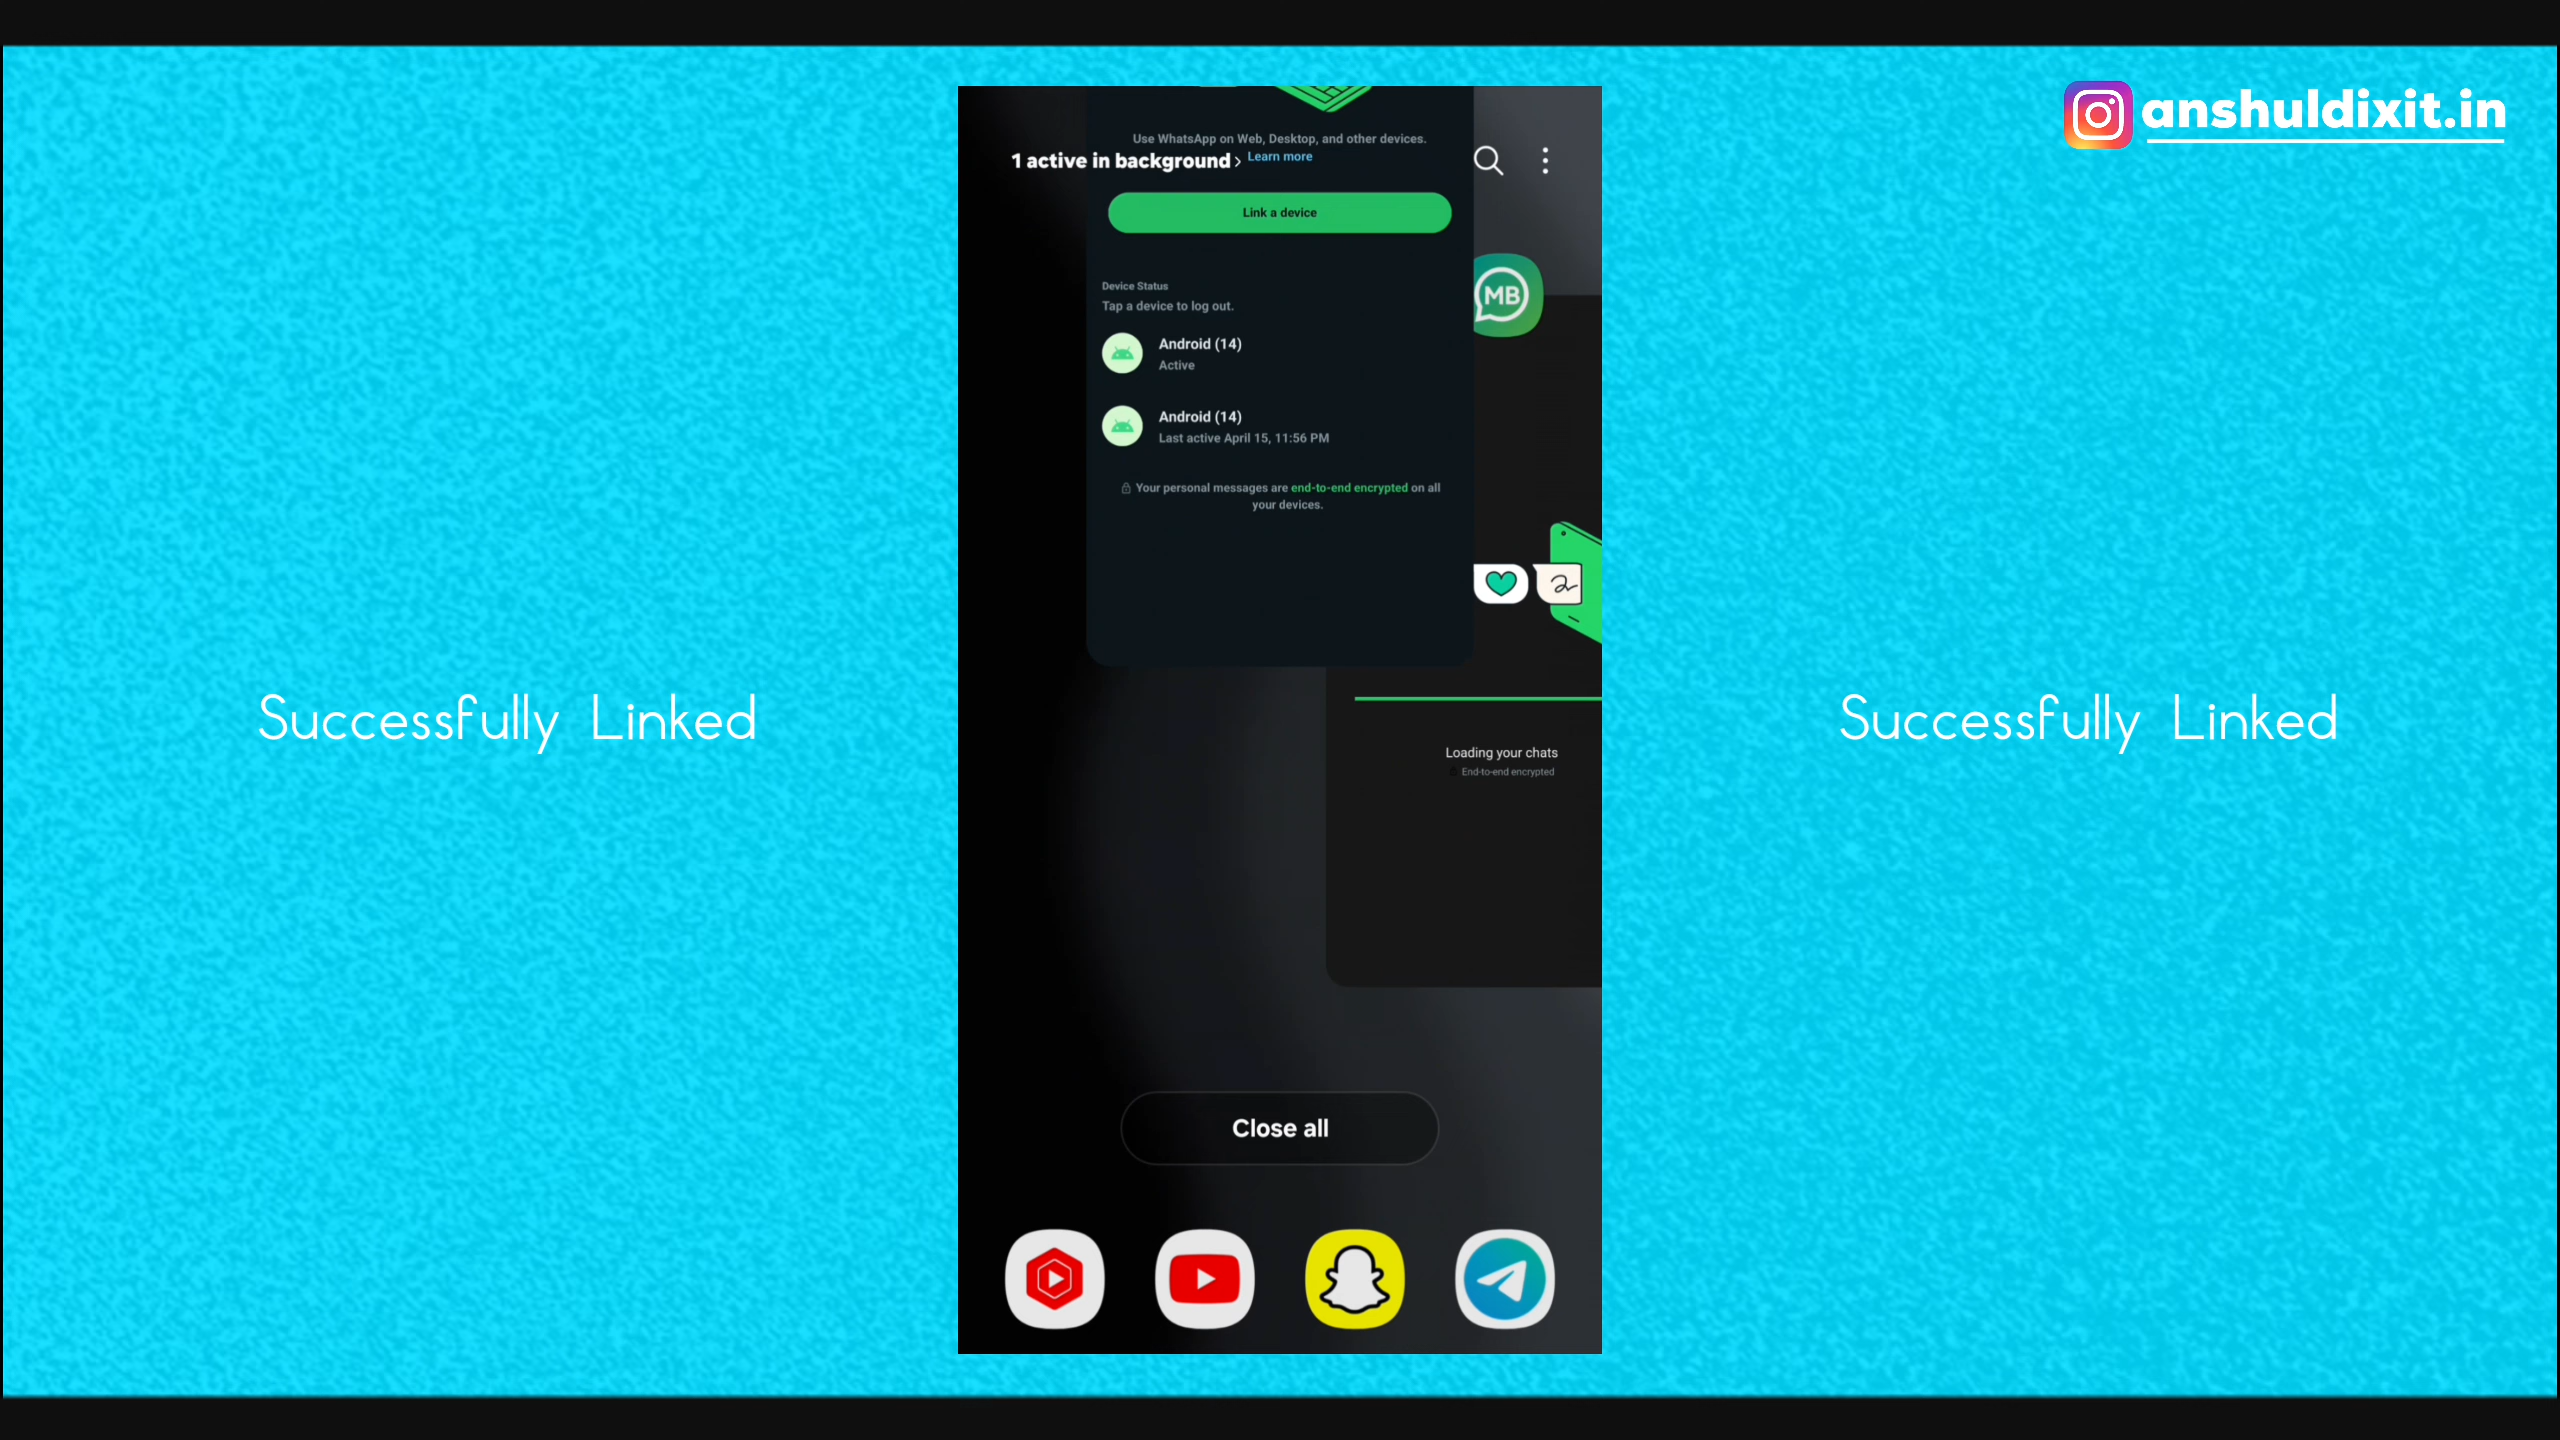 anshuldixit.in
Use WhatsApp on Web, Desktop, and other devices.
Learn more
1 active in background >
Link a device
Device Status
Tap a device to log out.
Android (14)
Active
Android (14)
Last active April 15, 11:56 PM
Your personal messages are end-to-end encrypted on all
your devices.
MB
Successfully Linked
Successfully Linked
Loading your chats
End-to-end encrypted
Close all